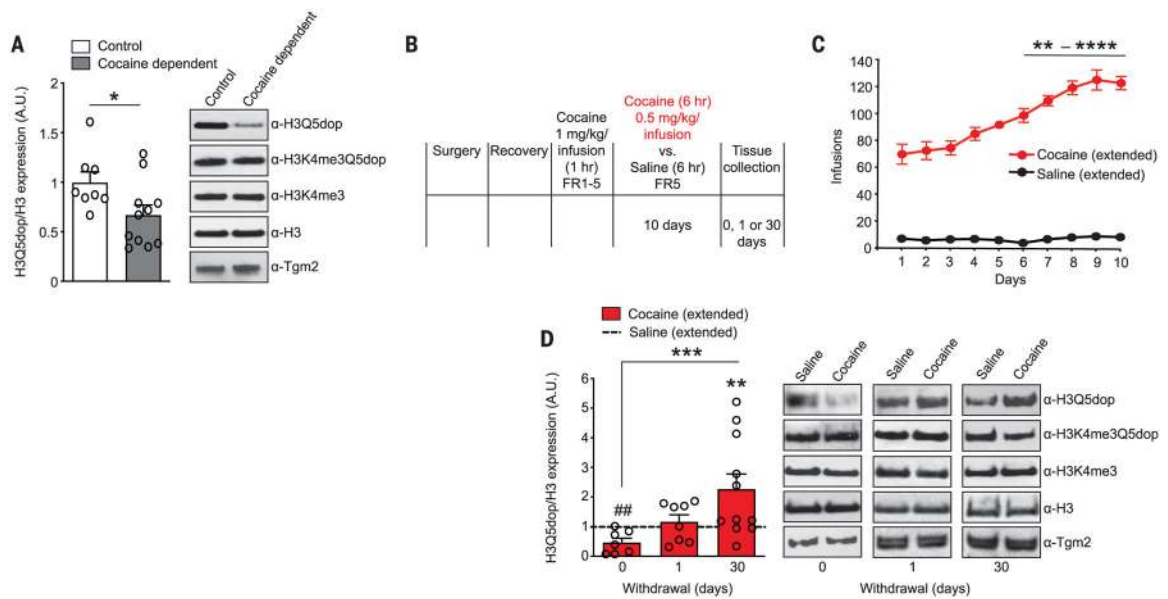 A
Control
Cocaine dependent
*
2
1.5
1
0.5
0
H3Q5dop/H3 expression (A.U.)
Control
Cocaine dependent
α-H3Q5dop
α-H3K4me3Q5dop
α-H3K4me3
α-H3
α-Tgm2
B
Surgery
Recovery
Cocaine
1 mg/kg/
infusion
(1 hr)
FR1-5
Cocaine (6 hr)
0.5 mg/kg/
infusion
vs.
Saline (6 hr)
FR5
Tissue
collection
10 days
0, 1 or 30
days
C
** – ****
140
120
100
80
60
40
20
0
Infusions
Cocaine (extended)
Saline (extended)
1 2 3 4 5 6 7 8 9 10
Days
D
Cocaine (extended)
Saline (extended)
***
**
##
6
5
4
3
2
1
0
H3Q5dop/H3 expression (A.U.)
0 1 30
Withdrawal (days)
Saline Cocaine Saline Cocaine Saline Cocaine
α-H3Q5dop
α-H3K4me3Q5dop
α-H3K4me3
α-H3
α-Tgm2
0 1 30
Withdrawal (days)